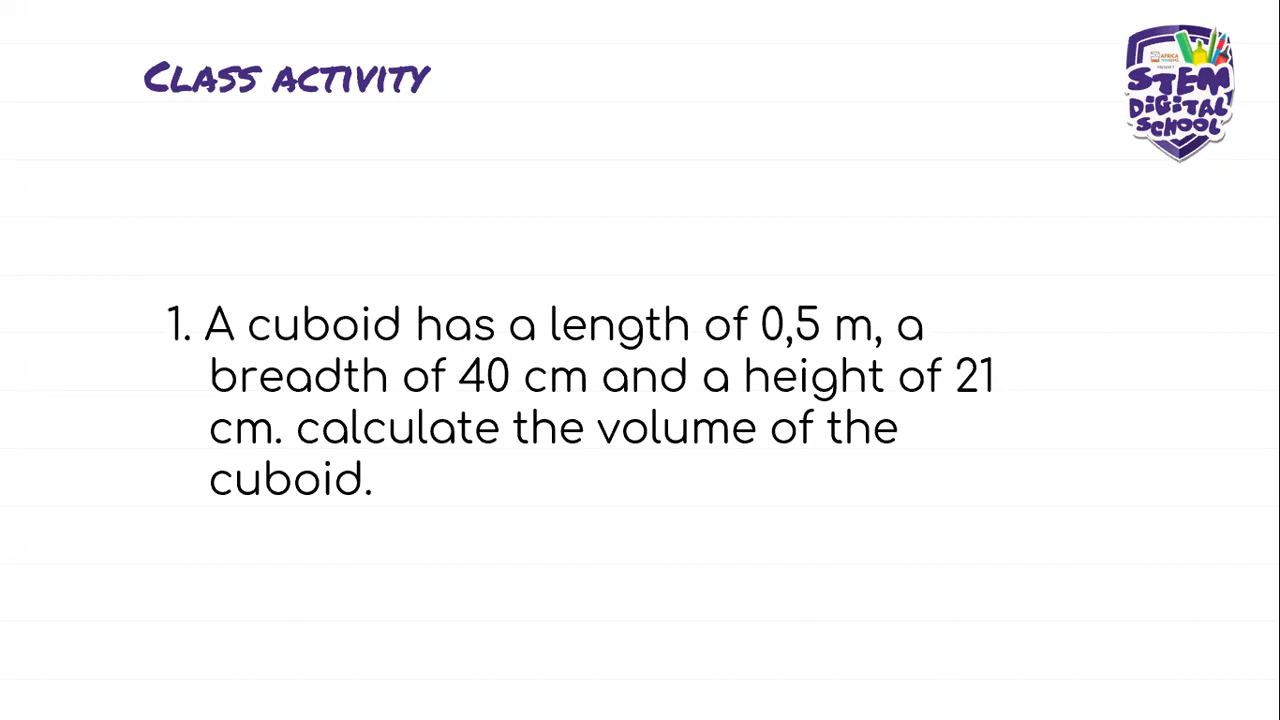 Class activity
AFRICA
STEM
DIGITAL
SCHOOL
1. A cuboid has a length of 0,5 m, a
breadth of 40 cm and a height of 21
cm. calculate the volume of the
cuboid.